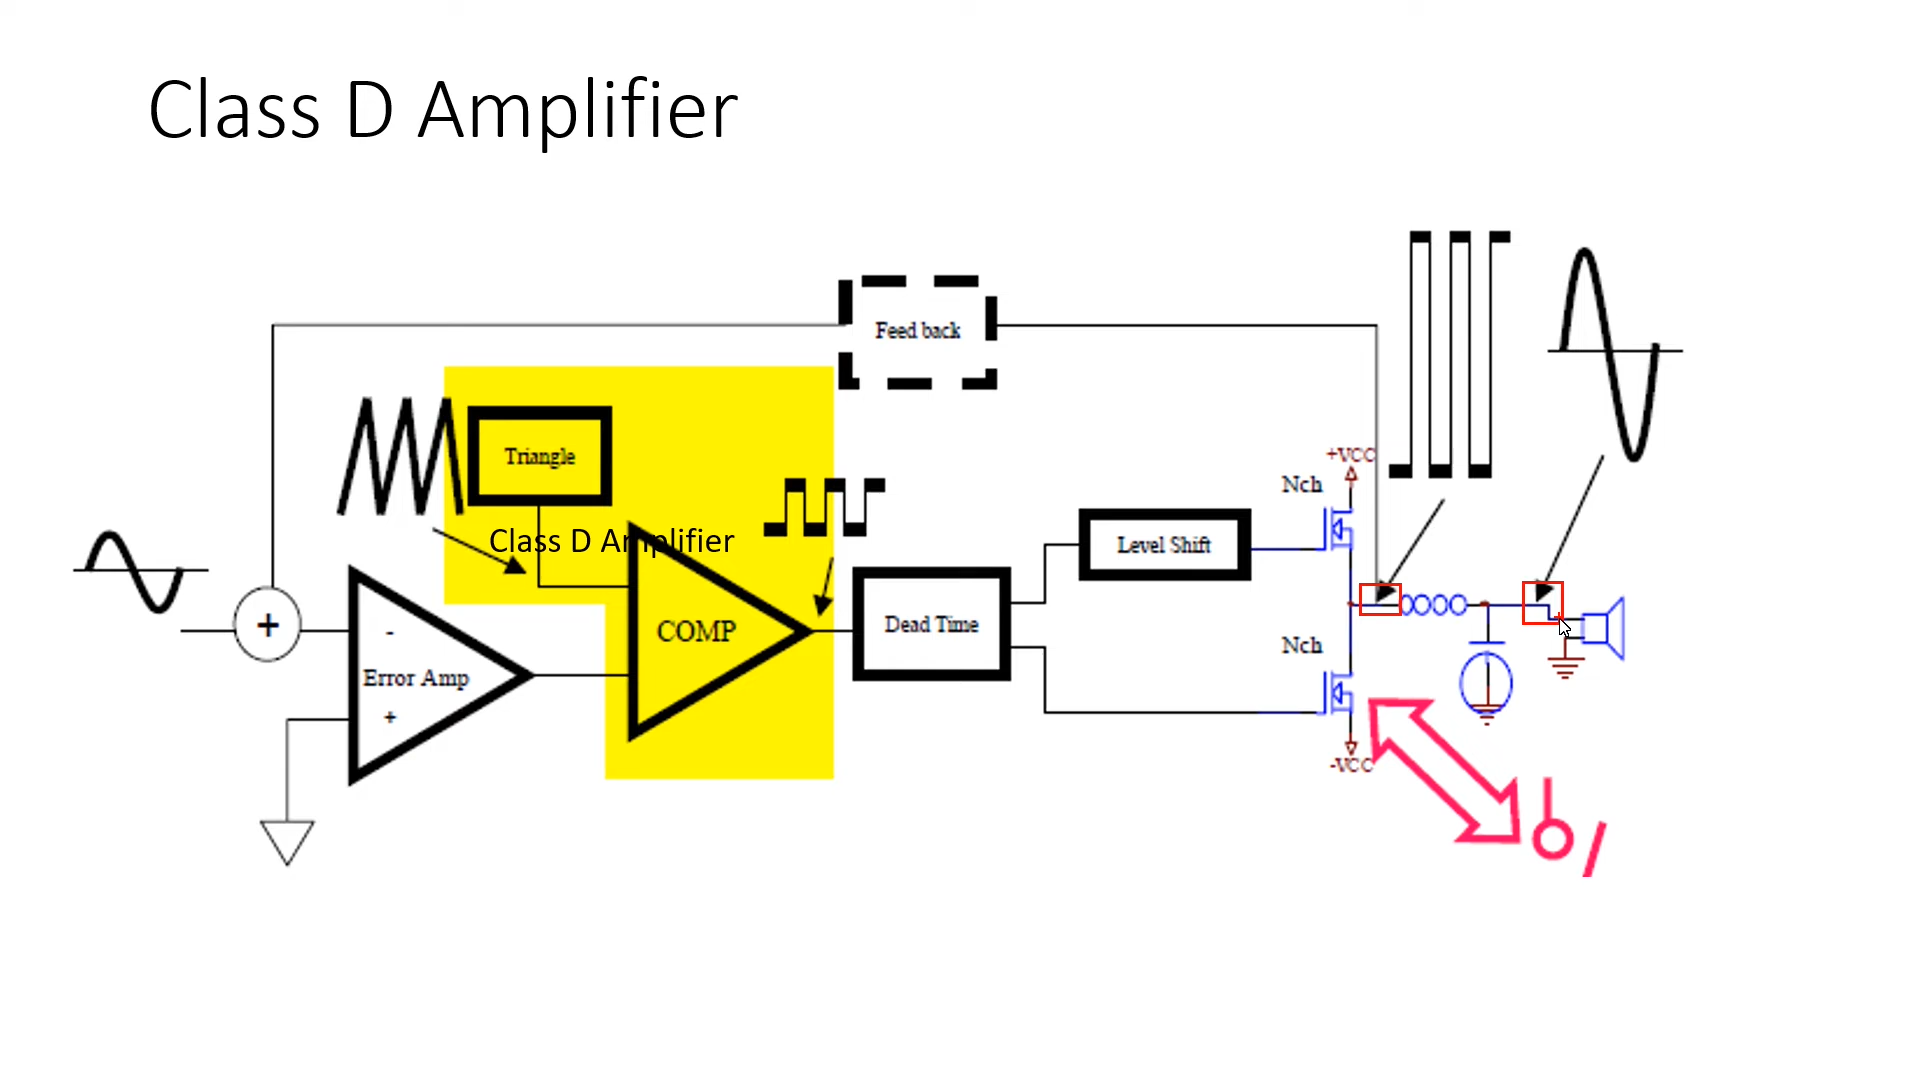 Class D Amplifier
Feed back
Triangle
Class D Amplifier
+
-
Error Amp
+
COMP
Dead Time
Level Shift
+VCC
Nch
Nch
-VCC